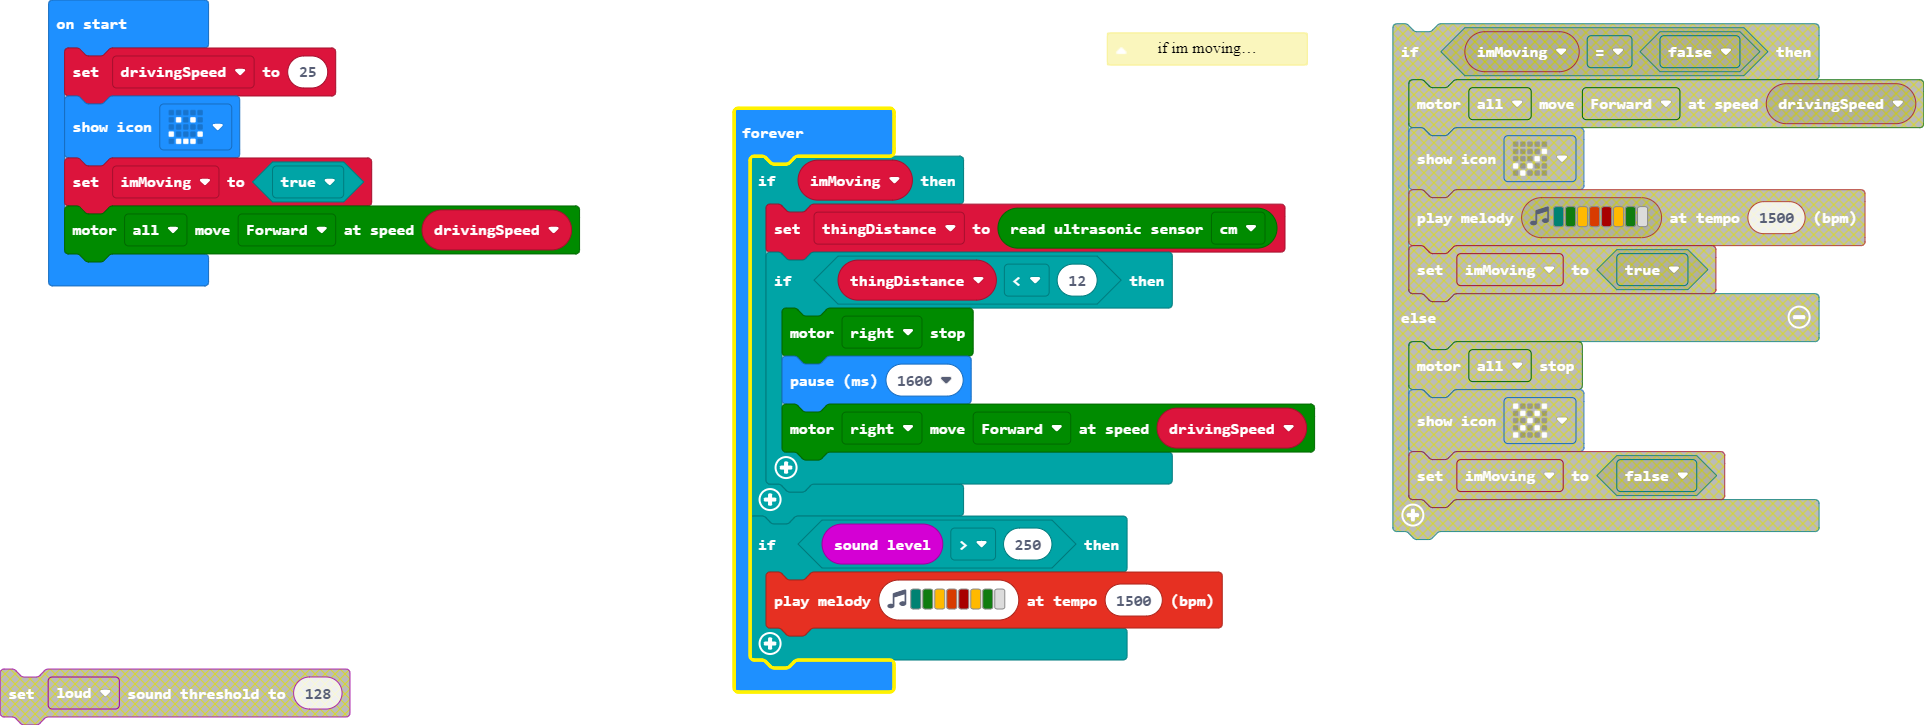 on start
set drivingSpeed to 25
show icon
set imMoving to true
motor all move Forward at speed drivingSpeed
if im moving…
forever
if imMoving then
set thingDistance to read ultrasonic sensor cm
if thingDistance < 12 then
motor right stop
pause (ms) 1600
motor right move Forward at speed drivingSpeed
if sound level > 250 then
play melody at tempo 1500 (bpm)
if imMoving = false then
motor all move Forward at speed drivingSpeed
show icon
play melody at tempo 1500 (bpm)
set imMoving to true
else
motor all stop
show icon
set imMoving to false
set loud sound threshold to 128